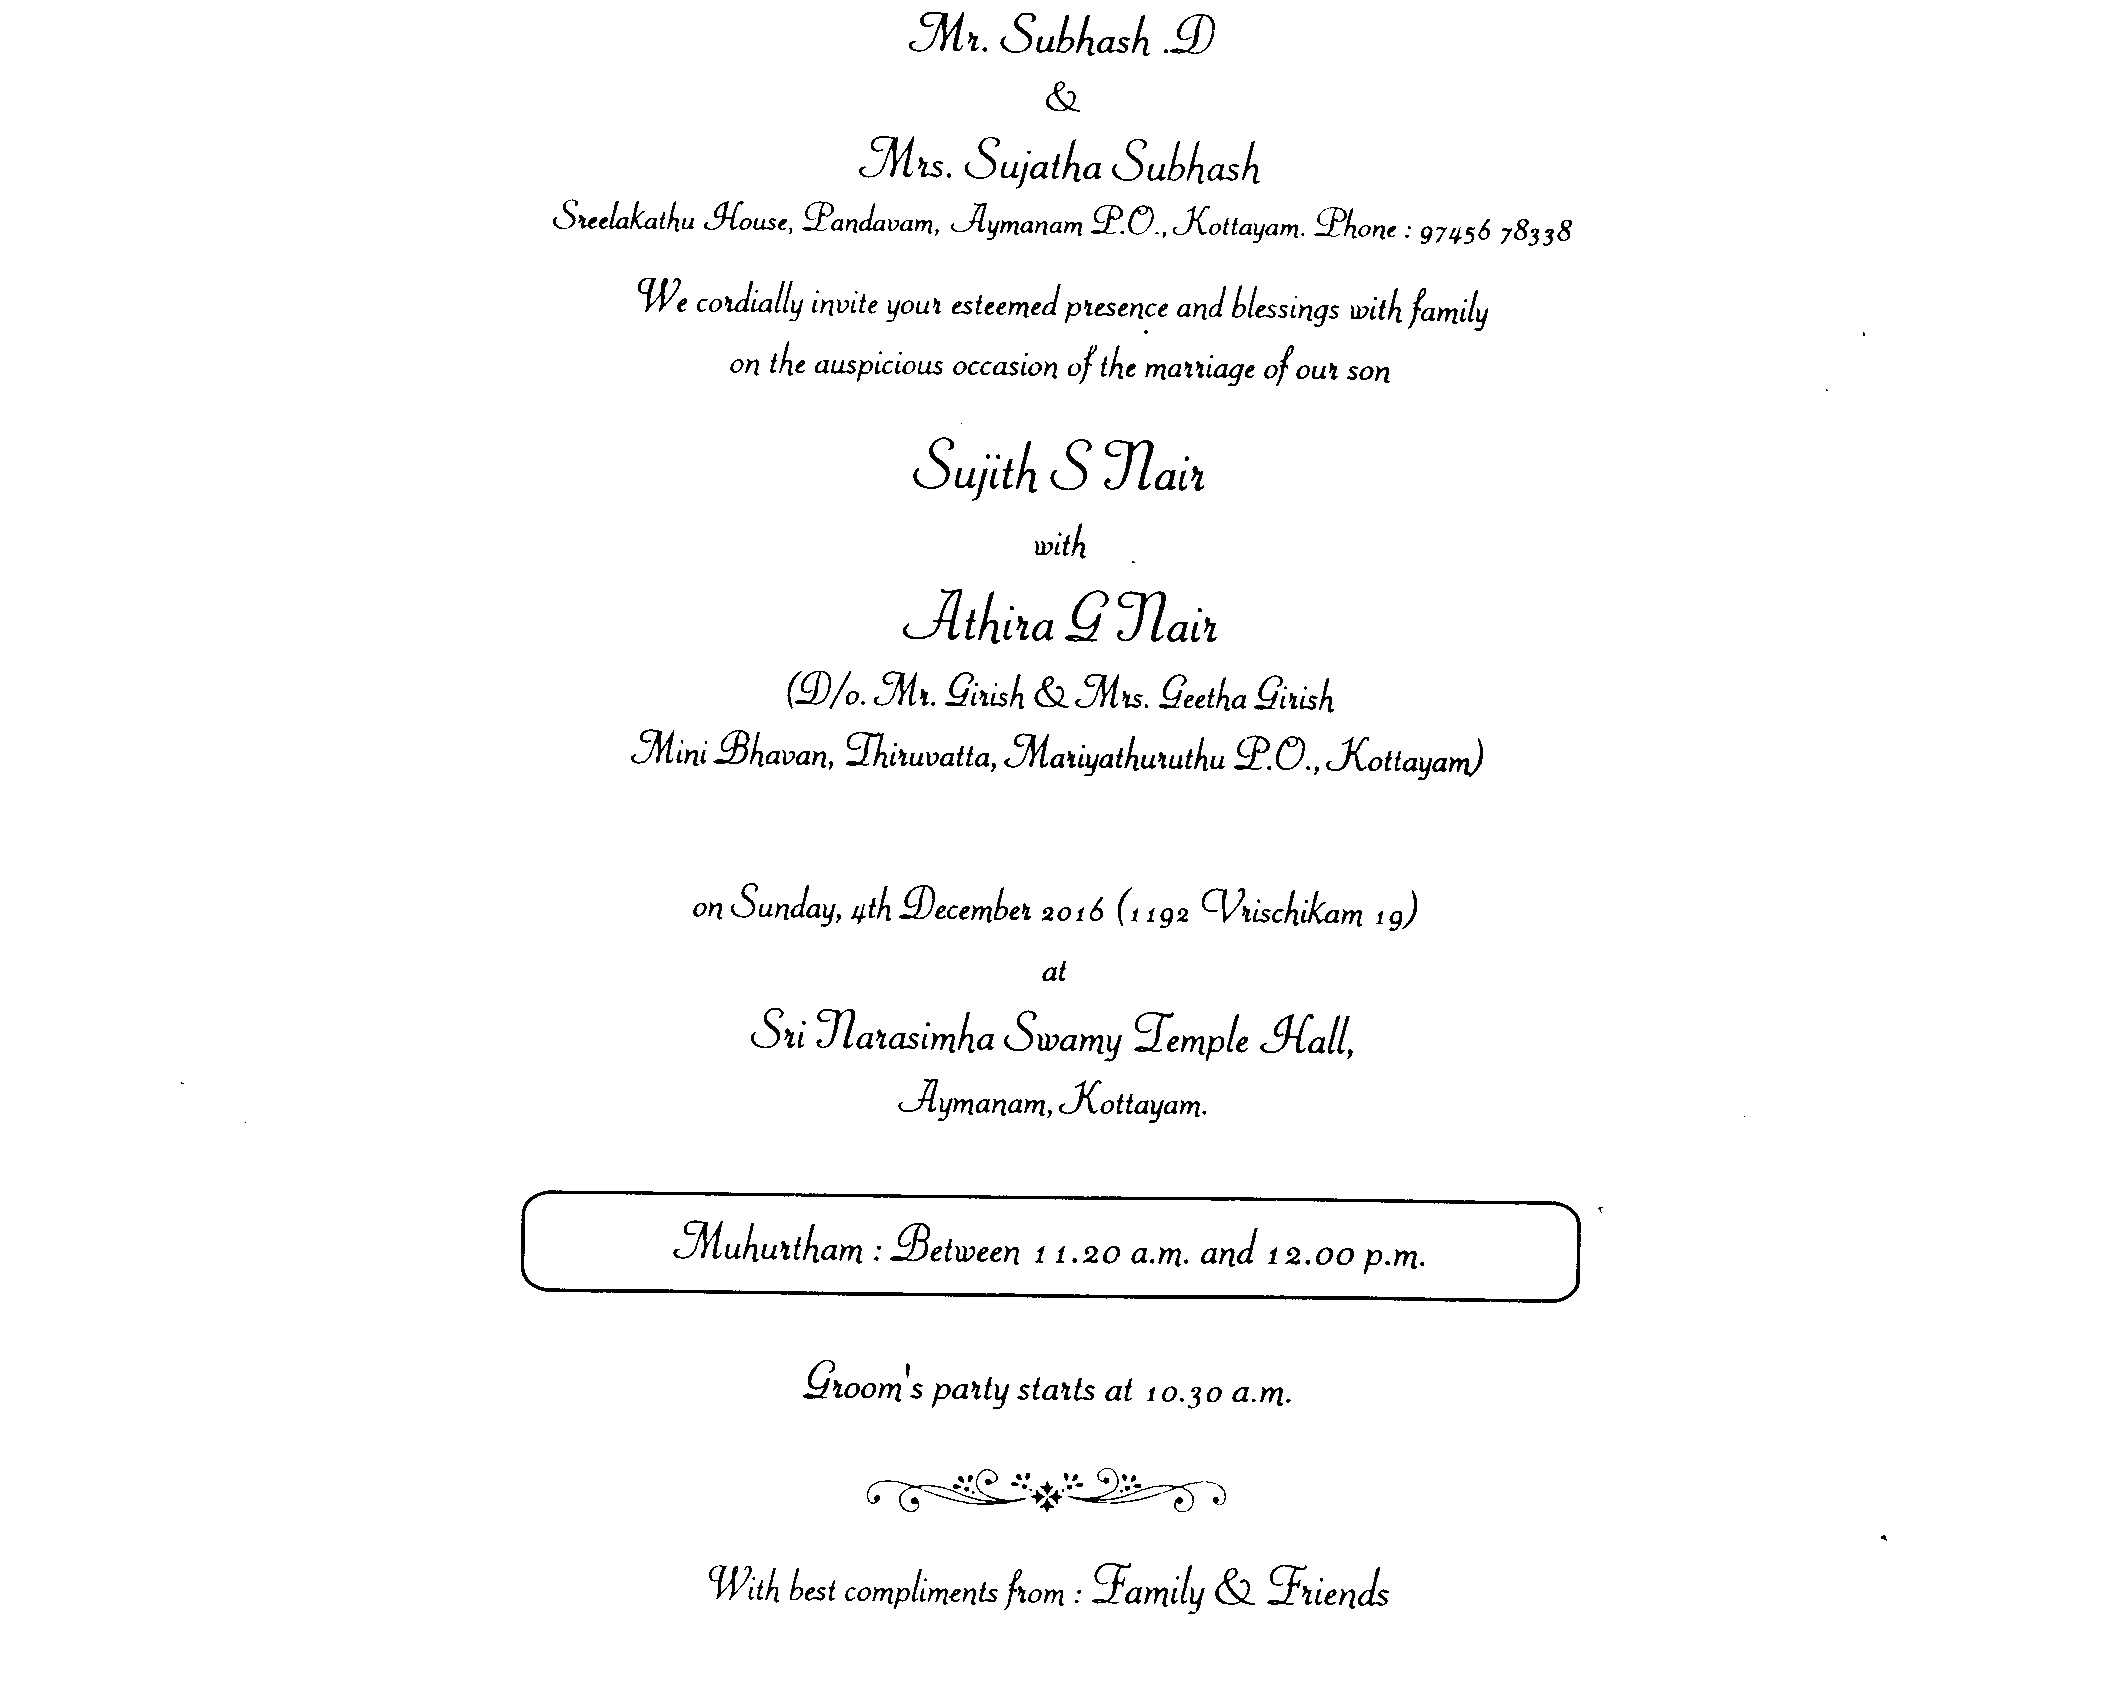 Mr. Subhash .D
&
Mrs. Sujatha Subhash
Sreelakathu House, Pandavam, Aymanam P.O., Kottayam. Phone : 97456 78338
We cordially invite your esteemed presence and blessings with family
on the auspicious occasion of the marriage of our son
Sujith S Nair
with
Athira G Nair
(D/o. Mr. Girish & Mrs. Geetha Girish
Mini Bhavan, Thiruvatta, Mariyathuruthu P.O., Kottayam)
on Sunday, 4th December 2016 (1192 Vrischikam 19)
at
Sri Narasimha Swamy Temple Hall,
Aymanam, Kottayam.
Muhurtham : Between 11.20 a.m. and 12.00 p.m.
Groom's party starts at 10.30 a.m.
With best compliments from : Family & Friends